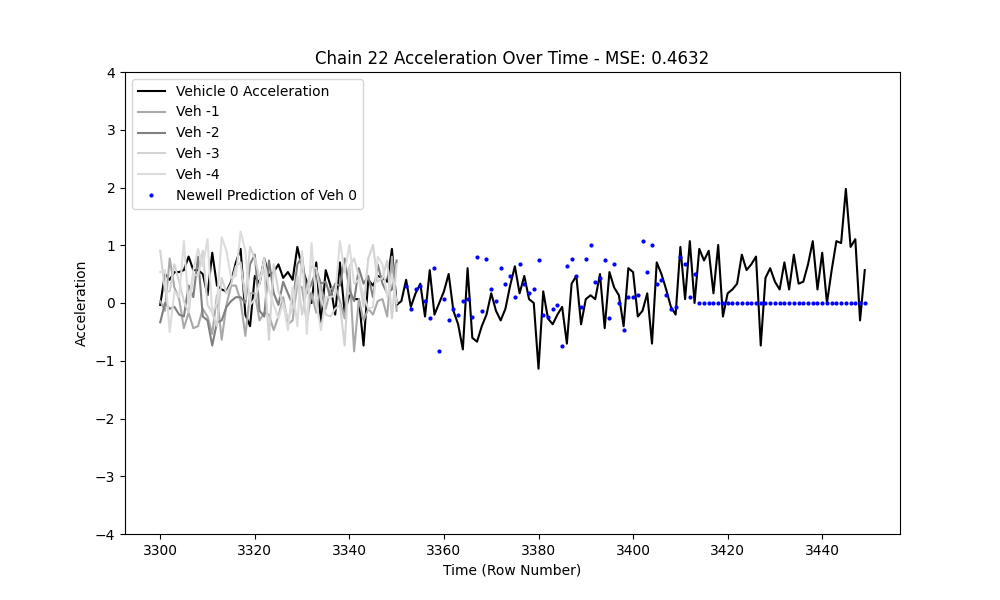 Chain 22 Acceleration Over Time - MSE: 0.4632
4
3
2
1
0
−1
−2
−3
−4
Acceleration
Vehicle 0 Acceleration
Veh -1
Veh -2
Veh -3
Veh -4
Newell Prediction of Veh 0
3300 3320 3340 3360 3380 3400 3420 3440
Time (Row Number)